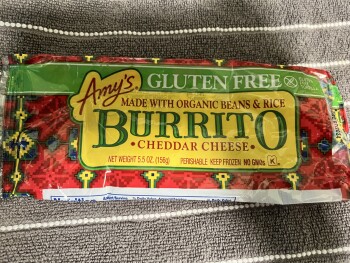 Amy's
GLUTEN FREE
MADE WITH ORGANIC BEANS & RICE
BURRITO
• CHEDDAR CHEESE •
NET WEIGHT 5.5 OZ. (156g) PERISHABLE KEEP FROZEN NO GMOs K